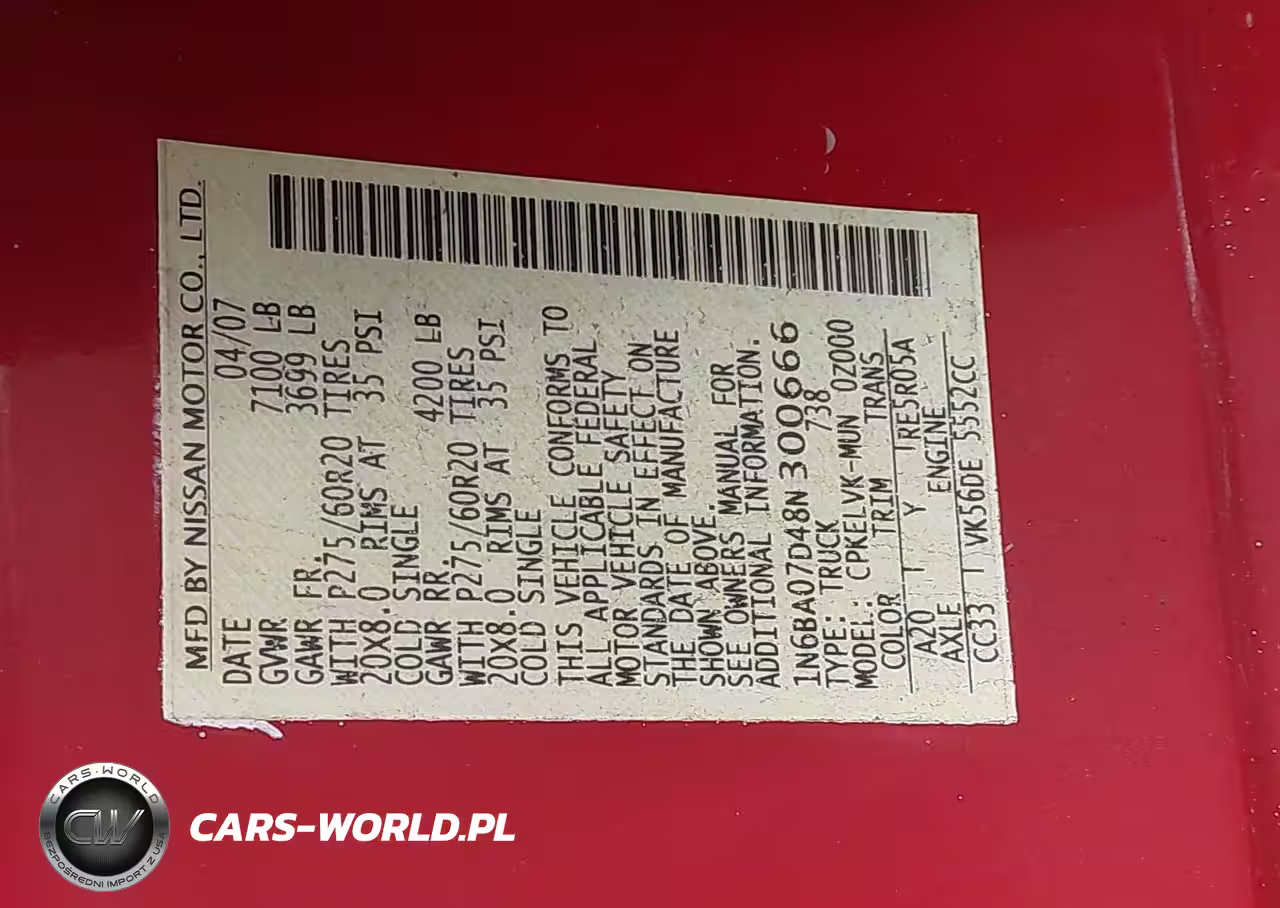 MFD BY NISSAN MOTOR CO., LTD.
DATE 04/07
GVWR 7100 LB
GAWR FR. 3699 LB
WITH P275/60R20 TIRES
20X8.0 RIMS AT 35 PSI
COLD SINGLE
GAWR RR. 4200 LB
WITH P275/60R20 TIRES
20X8.0 RIMS AT 35 PSI
COLD SINGLE
THIS VEHICLE CONFORMS TO
ALL APPLICABLE FEDERAL
MOTOR VEHICLE SAFETY
STANDARDS IN EFFECT ON
THE DATE OF MANUFACTURE
SHOWN ABOVE.
SEE OWNERS MANUAL FOR
ADDITIONAL INFORMATION.
1N6BA07D48N300666
TYPE: TRUCK 738
MODEL: CPKELVK-MUN 0Z000
COLOR TRIM TRANS
A20 Y RE5R05A
AXLE ENGINE
CC33 VK56DE 5552CC
CARS-WORLD
CW
BEZPOŚREDNI IMPORT Z USA
CARS-WORLD.PL